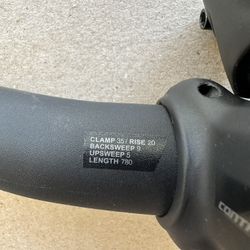 CLAMP 35/ RISE 20
BACKSWEEP 9
UPSWEEP 5
LENGTH 780